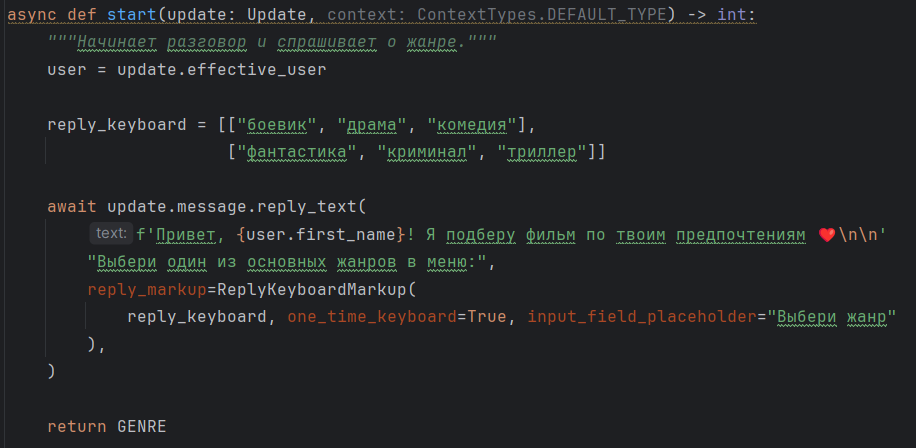 async def start(update: Update, context: ContextTypes.DEFAULT_TYPE) -> int:
    """Начинает разговор и спрашивает о жанре."""
    user = update.effective_user

    reply_keyboard = [["боевик", "драма", "комедия"],
                      ["фантастика", "криминал", "триллер"]]

    await update.message.reply_text(
        text: f'Привет, {user.first_name}! Я подберу фильм по твоим предпочтениям ❤️\n\n'
        "Выбери один из основных жанров в меню:",
        reply_markup=ReplyKeyboardMarkup(
            reply_keyboard, one_time_keyboard=True, input_field_placeholder="Выбери жанр"
        ),
    )

    return GENRE